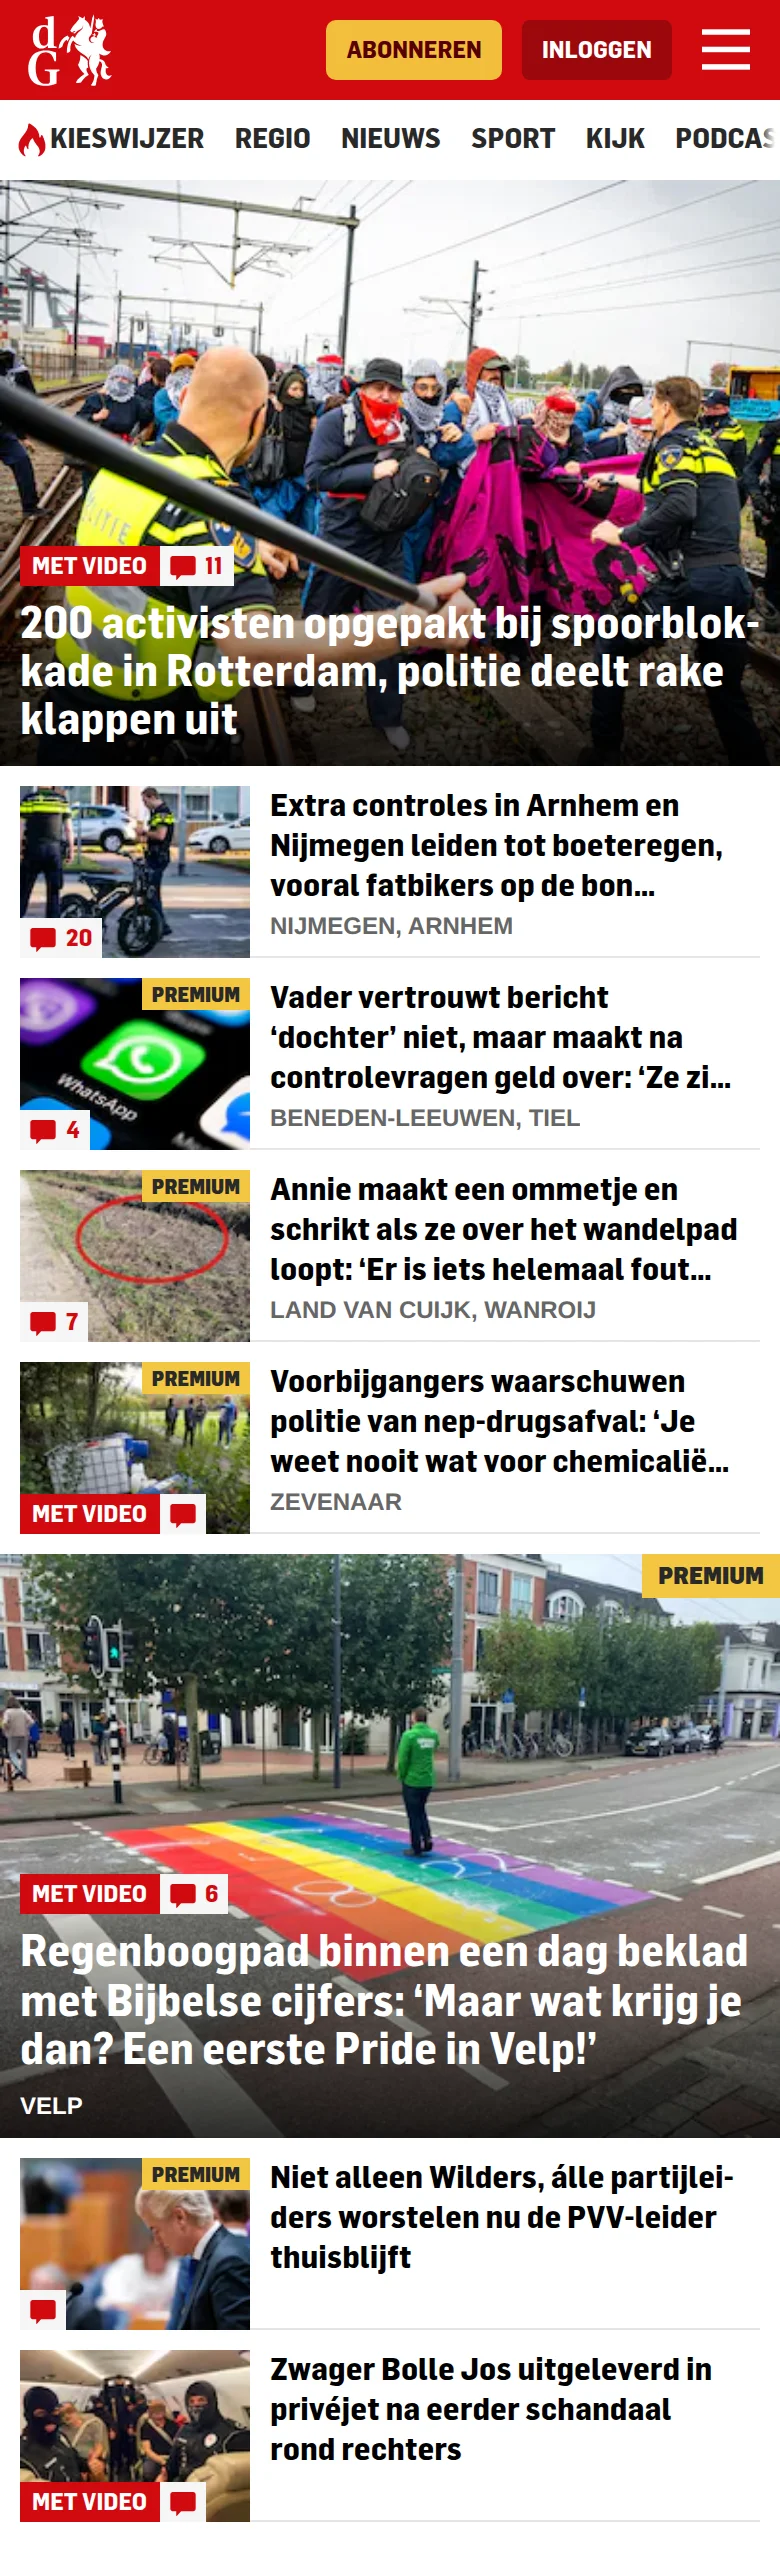 dG
ABONNEREN
INLOGGEN
KIESWIJZER REGIO NIEUWS SPORT KIJK PODCAS
POLITIE
MET VIDEO 11
200 activisten opgepakt bij spoorblok-
kade in Rotterdam, politie deelt rake
klappen uit
Extra controles in Arnhem en
Nijmegen leiden tot boeteregen,
vooral fatbikers op de bon...
NIJMEGEN, ARNHEM
20
PREMIUM
WhatsApp
4
Vader vertrouwt bericht
‘dochter’ niet, maar maakt na
controlevragen geld over: ‘Ze zi...
BENEDEN-LEEUWEN, TIEL
PREMIUM
7
Annie maakt een ommetje en
schrikt als ze over het wandelpad
loopt: ‘Er is iets helemaal fout...
LAND VAN CUIJK, WANROIJ
PREMIUM
MET VIDEO
Voorbijgangers waarschuwen
politie van nep-drugsafval: ‘Je
weet nooit wat voor chemicalië...
ZEVENAAR
PREMIUM
MET VIDEO 6
Regenboogpad binnen een dag beklad
met Bijbelse cijfers: ‘Maar wat krijg je
dan? Een eerste Pride in Velp!’
VELP
PREMIUM
Niet alleen Wilders, álle partijlei-
ders worstelen nu de PVV-leider
thuisblijft
MET VIDEO
Zwager Bolle Jos uitgeleverd in
privéjet na eerder schandaal
rond rechters